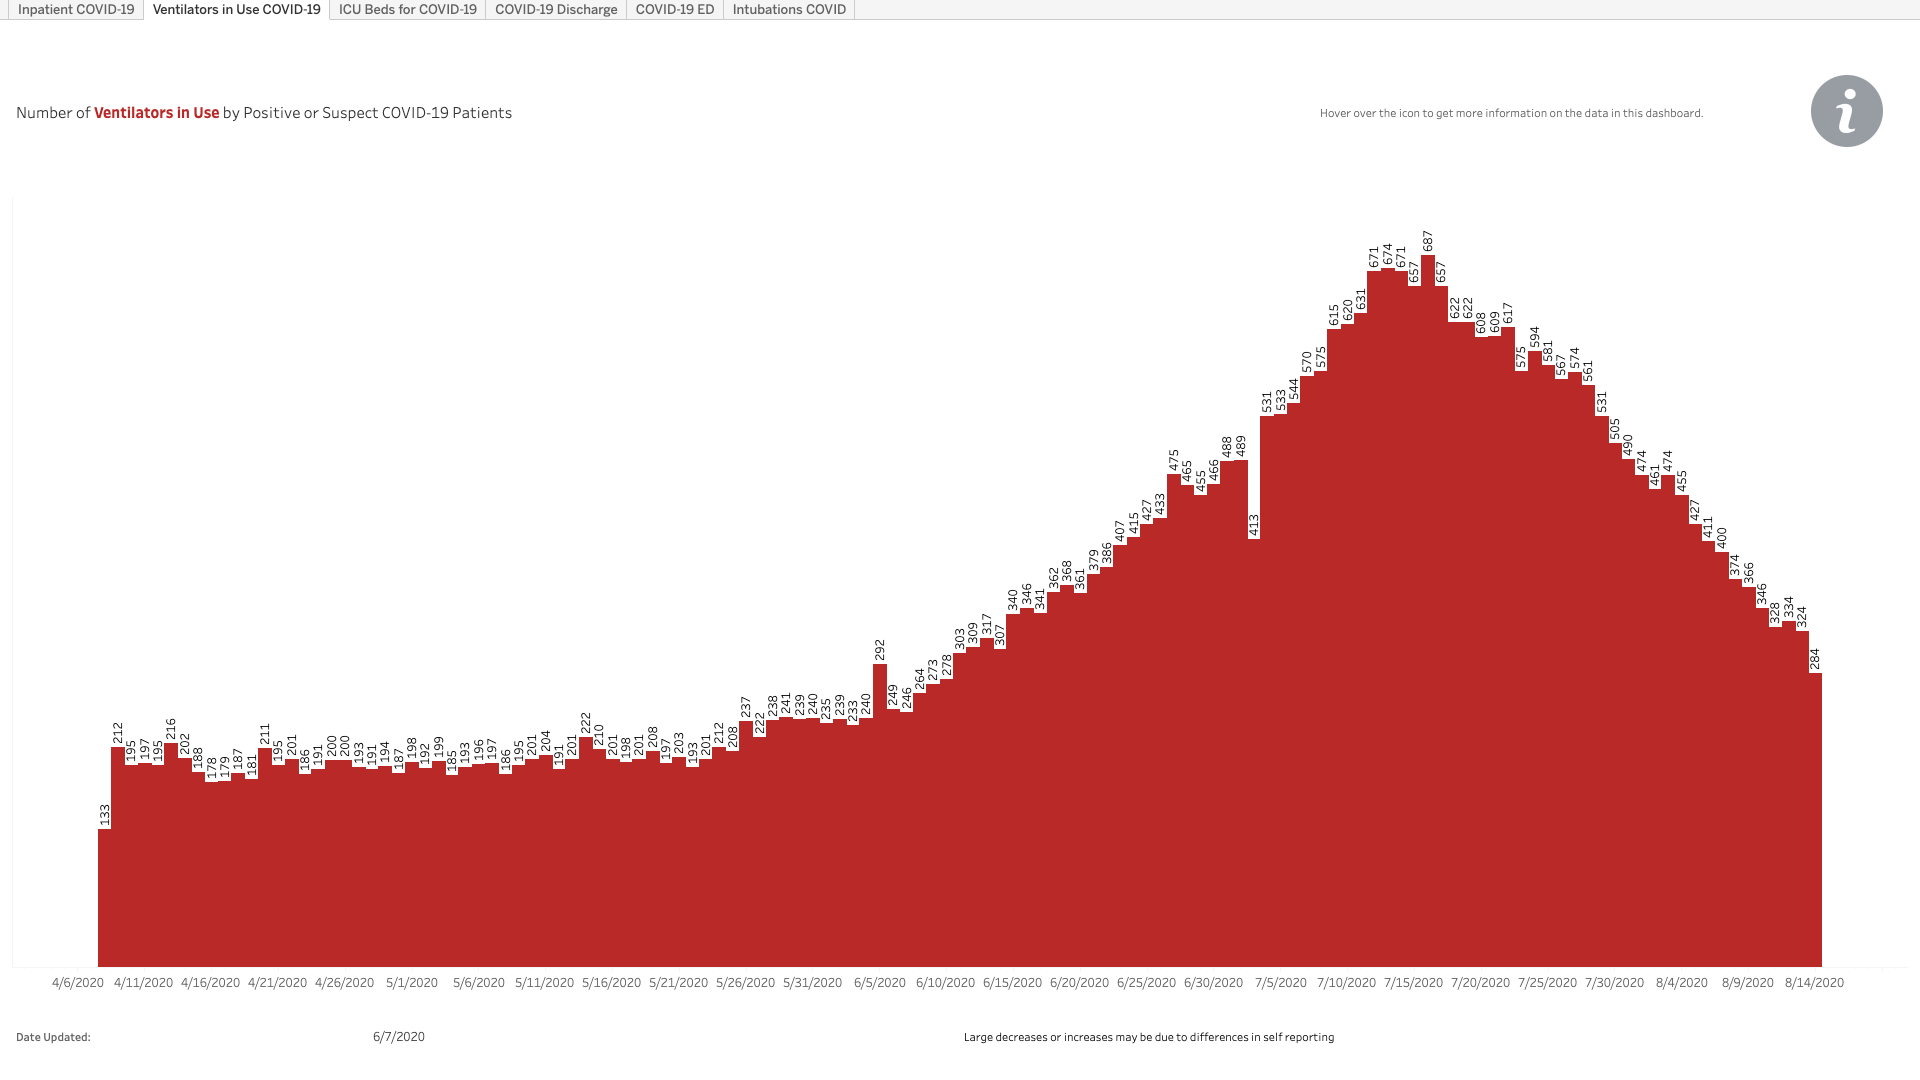 Inpatient COVID-19 Ventilators in Use COVID-19 ICU Beds for COVID-19 COVID-19 Discharge COVID-19 ED Intubations COVID
Number of Ventilators in Use by Positive or Suspect COVID-19 Patients
Hover over the icon to get more information on the data in this dashboard.
i
133 212 195 197 195 216 202 188 178 179 187 181 211 195 201 186 191 200 200 193 191 194 187 198 192 199 185 193 196 197 186 195 201 204 191 201 222 210 201 198 201 208 197 203 193 201 212 208 237 222 238 241 239 240 235 239 233 240 292 249 246 264 273 278 303 309 317 307 340 346 341 362 368 361 379 386 407 415 427 433 475 465 455 466 488 489 413 531 533 544 570 575 615 620 631 671 674 671 657 687 657 622 622 608 609 617 575 594 581 567 574 561 531 505 490 474 461 474 455 427 411 400 374 366 346 328 334 324 284
4/6/2020 4/11/2020 4/16/2020 4/21/2020 4/26/2020 5/1/2020 5/6/2020 5/11/2020 5/16/2020 5/21/2020 5/26/2020 5/31/2020 6/5/2020 6/10/2020 6/15/2020 6/20/2020 6/25/2020 6/30/2020 7/5/2020 7/10/2020 7/15/2020 7/20/2020 7/25/2020 7/30/2020 8/4/2020 8/9/2020 8/14/2020
Date Updated: 6/7/2020
Large decreases or increases may be due to differences in self reporting